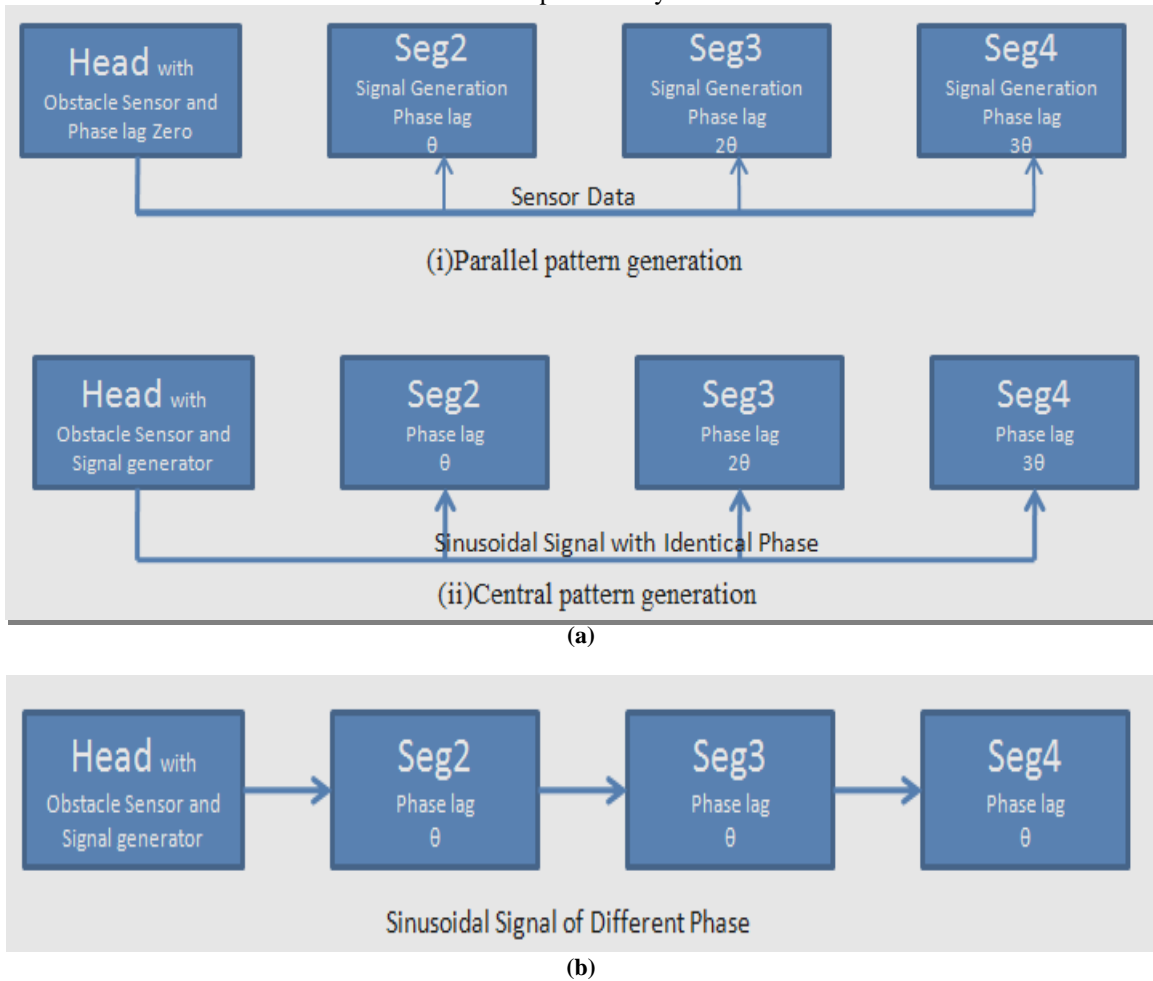 Head with
Obstacle Sensor and
Phase lag Zero
Seg2
Signal Generation
Phase lag
θ
Seg3
Signal Generation
Phase lag
2θ
Seg4
Signal Generation
Phase lag
3θ
Sensor Data
(i)Parallel pattern generation
Head with
Obstacle Sensor and
Signal generator
Seg2
Phase lag
θ
Seg3
Phase lag
2θ
Seg4
Phase lag
3θ
Sinusoidal Signal with Identical Phase
(ii)Central pattern generation
(a)
Head with
Obstacle Sensor and
Signal generator
Seg2
Phase lag
θ
Seg3
Phase lag
θ
Seg4
Phase lag
θ
Sinusoidal Signal of Different Phase
(b)